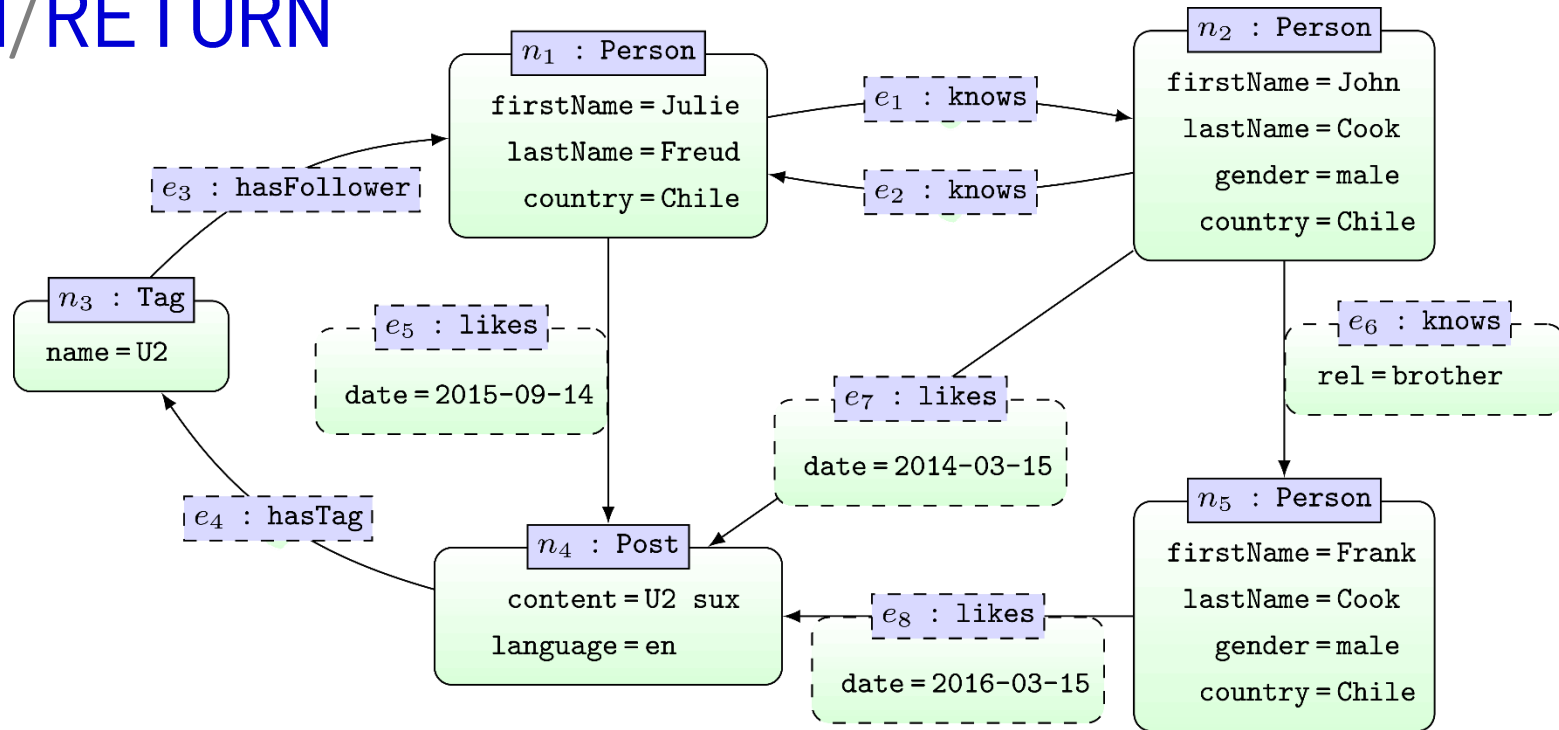 /RETURN
n₁ : Person
firstName = Julie
lastName = Freud
country = Chile
e₁ : knows
e₂ : knows
n₂ : Person
firstName = John
lastName = Cook
gender = male
country = Chile
e₃ : hasFollower
n₃ : Tag
name = U2
e₅ : likes
date = 2015-09-14
e₇ : likes
date = 2014-03-15
e₆ : knows
rel = brother
e₄ : hasTag
n₄ : Post
content = U2 sux
language = en
e₈ : likes
date = 2016-03-15
n₅ : Person
firstName = Frank
lastName = Cook
gender = male
country = Chile